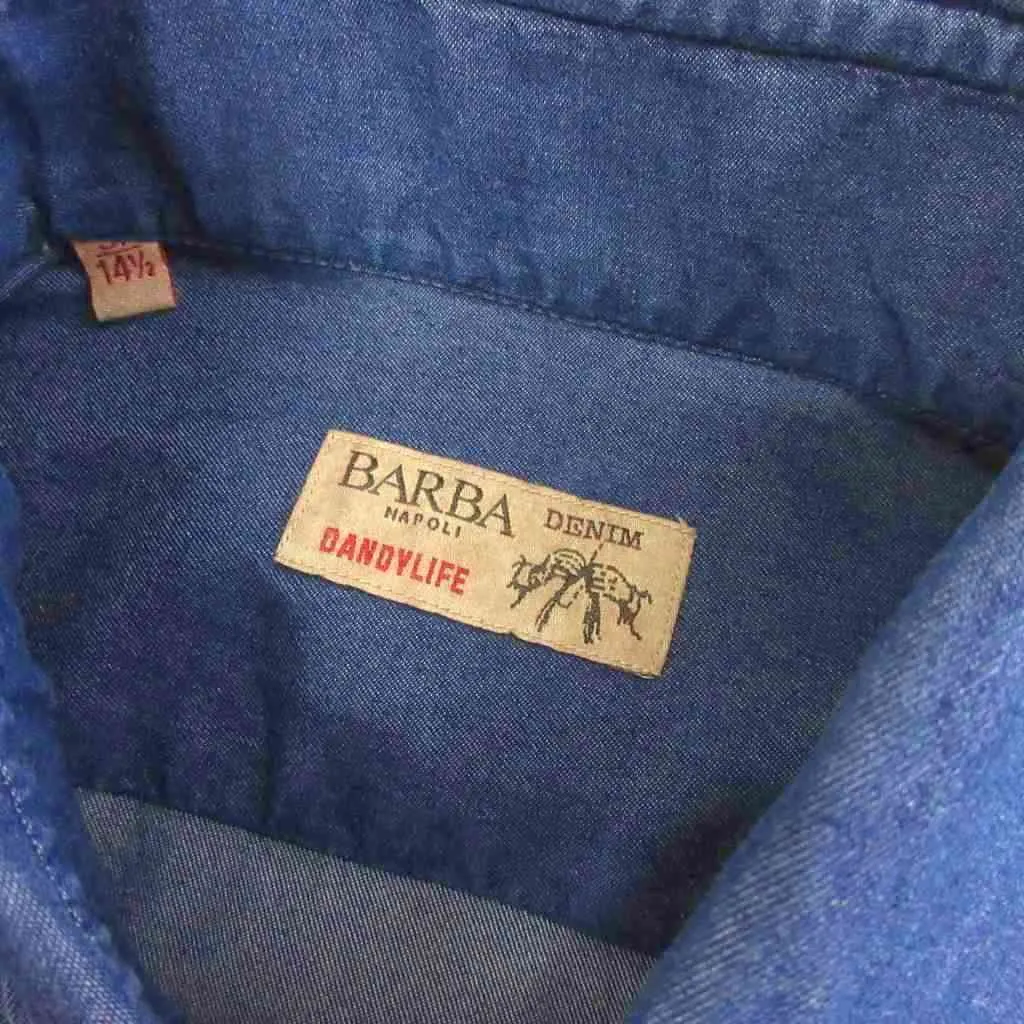 14½
BARBA
NAPOLI
DENIM
DANDYLIFE